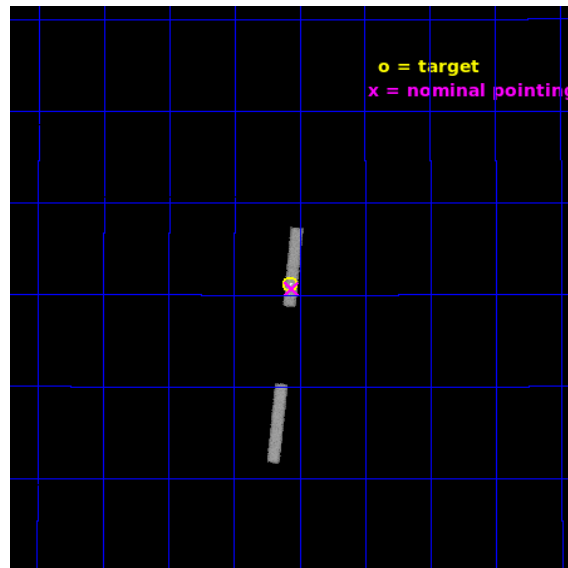 o = target
x = nominal pointing